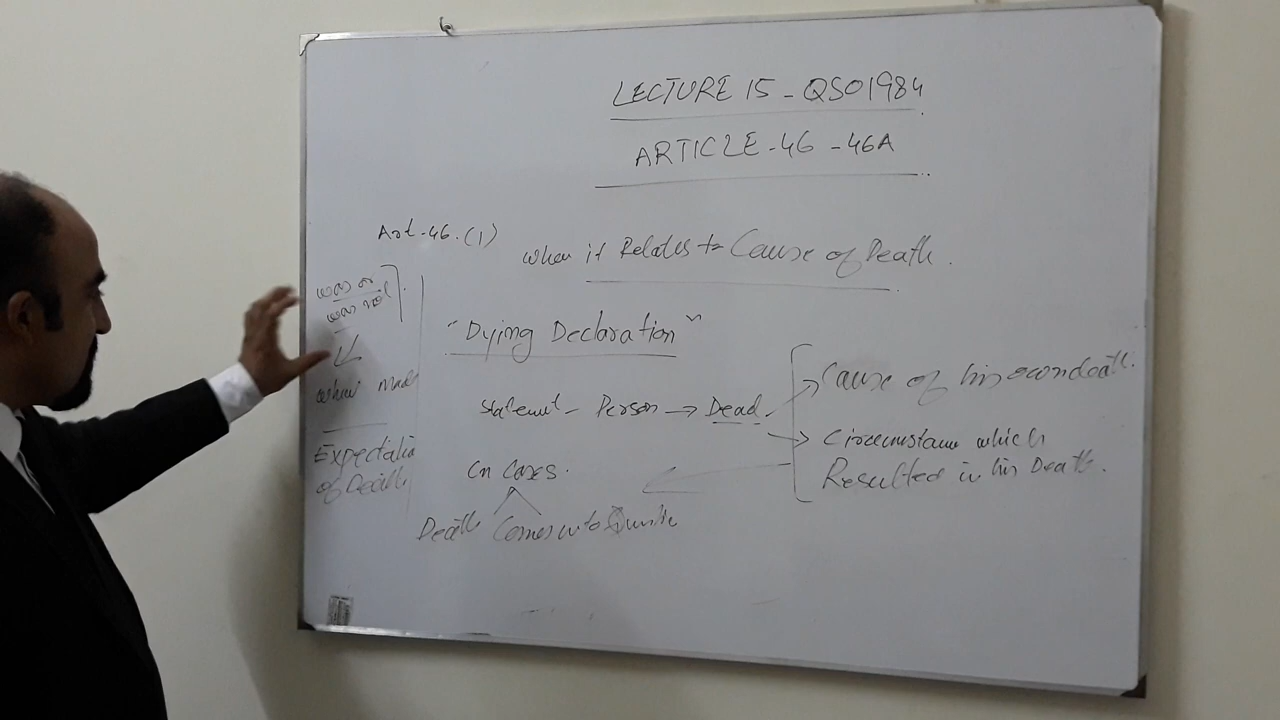 LECTURE 15 - QSO1984
ARTICLE - 46 - 46A
Art - 46. (1)
when it Relates to Cause of Death.
was or
was not
when made
Expectation
of Death
"Dying Declaration"
Statement - Person → Dead
Cause of his own death.
Circumstance which
Resulted in his Death.
In Cases.
Death Comes into